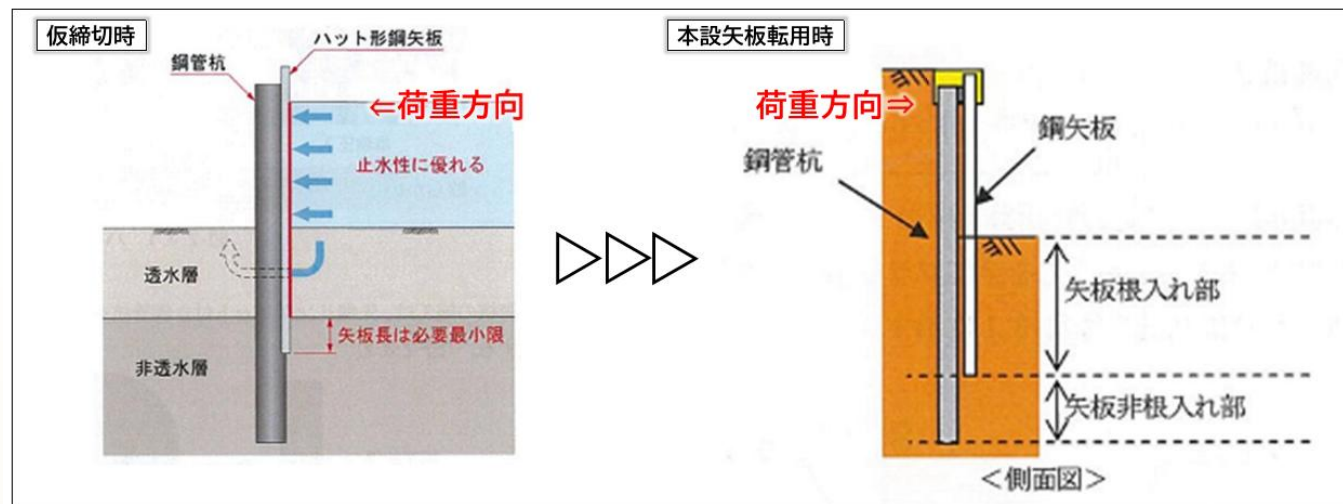 仮締切時
ハット形鋼矢板
鋼管杭
⇐荷重方向
止水性に優れる
透水層
矢板長は必要最小限
非透水層
本設矢板転用時
荷重方向⇒
鋼矢板
鋼管杭
矢板根入れ部
矢板非根入れ部
＜側面図＞